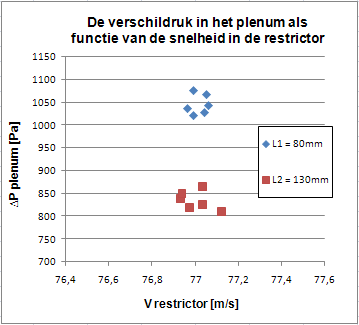 De verschildruk in het plenum als
functie van de snelheid in de restrictor
ΔP plenum [Pa]
1150
1100
1050
1000
950
900
850
800
750
700
76,4
76,6
76,8
77
77,2
77,4
77,6
V restrictor [m/s]
L1 = 80mm
L2 = 130mm